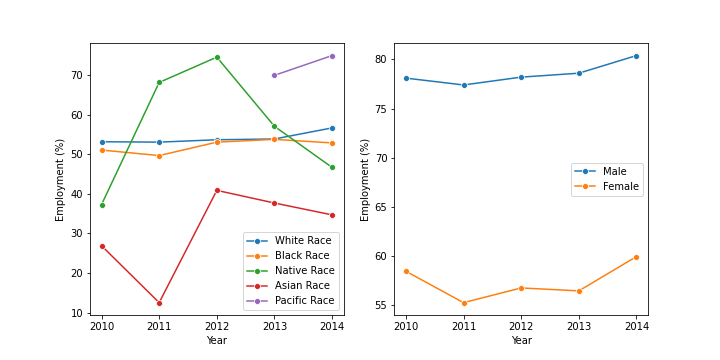 Employment (%)
70
60
50
40
30
20
10
2010 2011 2012 2013 2014
Year
White Race
Black Race
Native Race
Asian Race
Pacific Race
Employment (%)
80
75
70
65
60
55
2010 2011 2012 2013 2014
Year
Male
Female